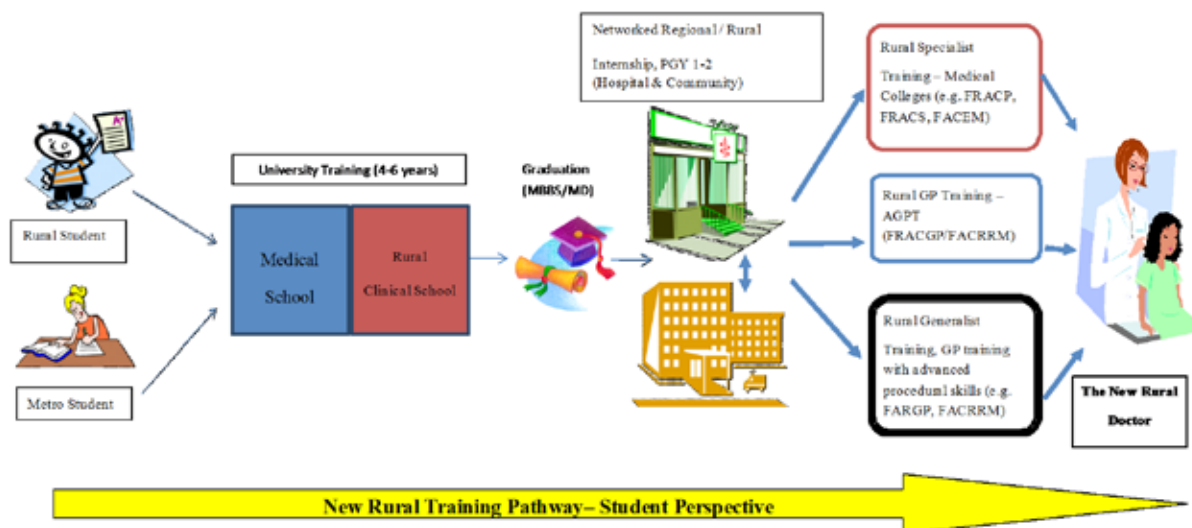 Networked Regional / Rural
Internship, PGY 1-2
(Hospital & Community)
Rural Specialist
Training – Medical
Colleges (e.g. FRACP,
FRACS, FACEM)
A+
University Training (4-6 years)
Graduation
(MBBS/MD)
Rural Student
Medical
School
Rural
Clinical School
Rural GP Training –
AGPT
(FRACGP/FACRRM)
Metro Student
Rural Generalist
Training, GP training
with advanced
procedural skills (e.g.
FARGP, FACRRM)
The New Rural
Doctor
New Rural Training Pathway– Student Perspective